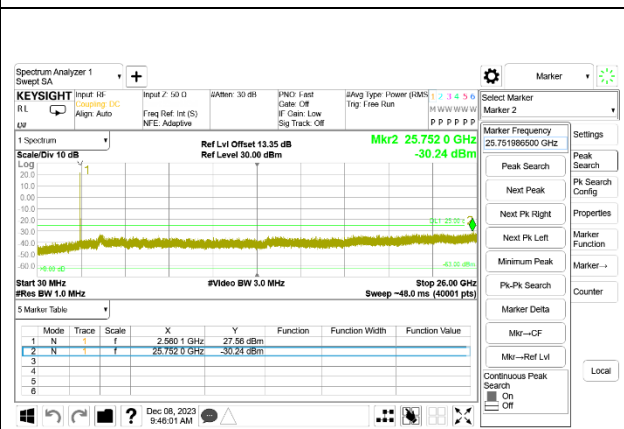 Spectrum Analyzer 1
Swept SA
Marker
KEYSIGHT Input: RF Input Z: 50 Ω #Atten: 30 dB PNO: Fast #Avg Type: Power (RMS 1 2 3 4 5 6
RL Coupling: DC Gate: Off Trig: Free Run M W W W W W
Align: Auto Freq Ref: Int (S) IF Gain: Low
NFE: Adaptive Sig Track: Off P P P P P P
Select Marker
Marker 2
1 Spectrum
Scale/Div 10 dB
Ref Lvl Offset 13.35 dB
Ref Level 30.00 dBm
Mkr2 25.752 0 GHz
-30.24 dBm
Log
20.0
10.0
0.00
-10.0
-20.0
-30.0
-40.0
-50.0
-60.0
1
2
Start 30 MHz #Video BW 3.0 MHz Stop 26.00 GHz
#Res BW 1.0 MHz Sweep ~48.0 ms (40001 pts)
5 Marker Table
Mode Trace Scale X Y Function Function Width Function Value
1 N 1 f 2.560 1 GHz 27.56 dBm
2 N 1 f 25.752 0 GHz -30.24 dBm
3
4
5
6
Marker Frequency
25.751986500 GHz
Peak Search
Next Peak
Next Pk Right
Next Pk Left
Minimum Peak
Pk-Pk Search
Marker Delta
Mkr→CF
Mkr→Ref Lvl
Continuous Peak
Search
On
Off
Settings
Peak
Search
Pk Search
Config
Properties
Marker
Function
Marker→
Counter
Local
? Dec 08, 2023
9:46:01 AM